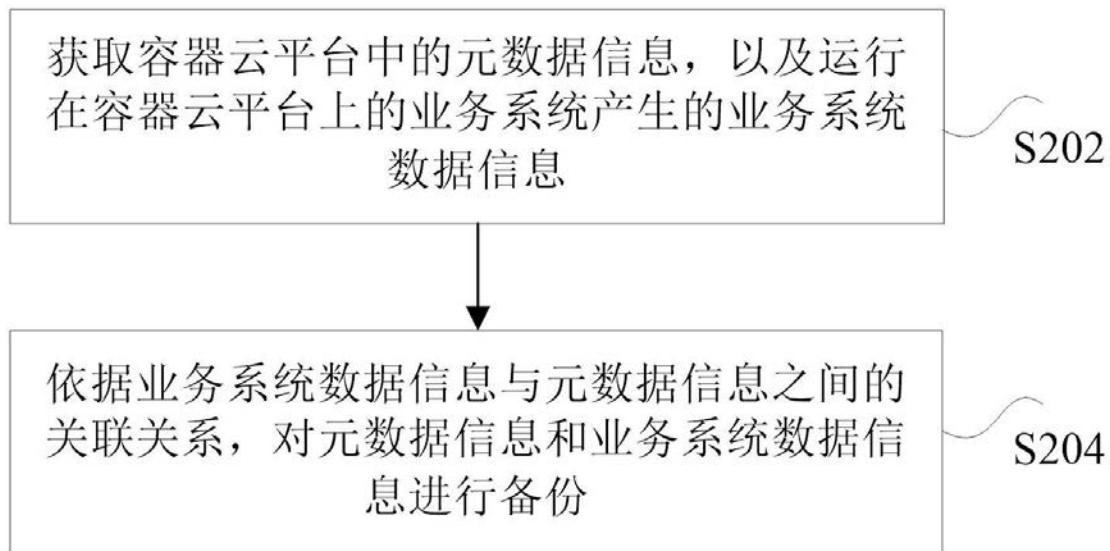 获取容器云平台中的元数据信息，以及运行
在容器云平台上的业务系统产生的业务系统
数据信息
S202
依据业务系统数据信息与元数据信息之间的
关联关系，对元数据信息和业务系统数据信
息进行备份
S204